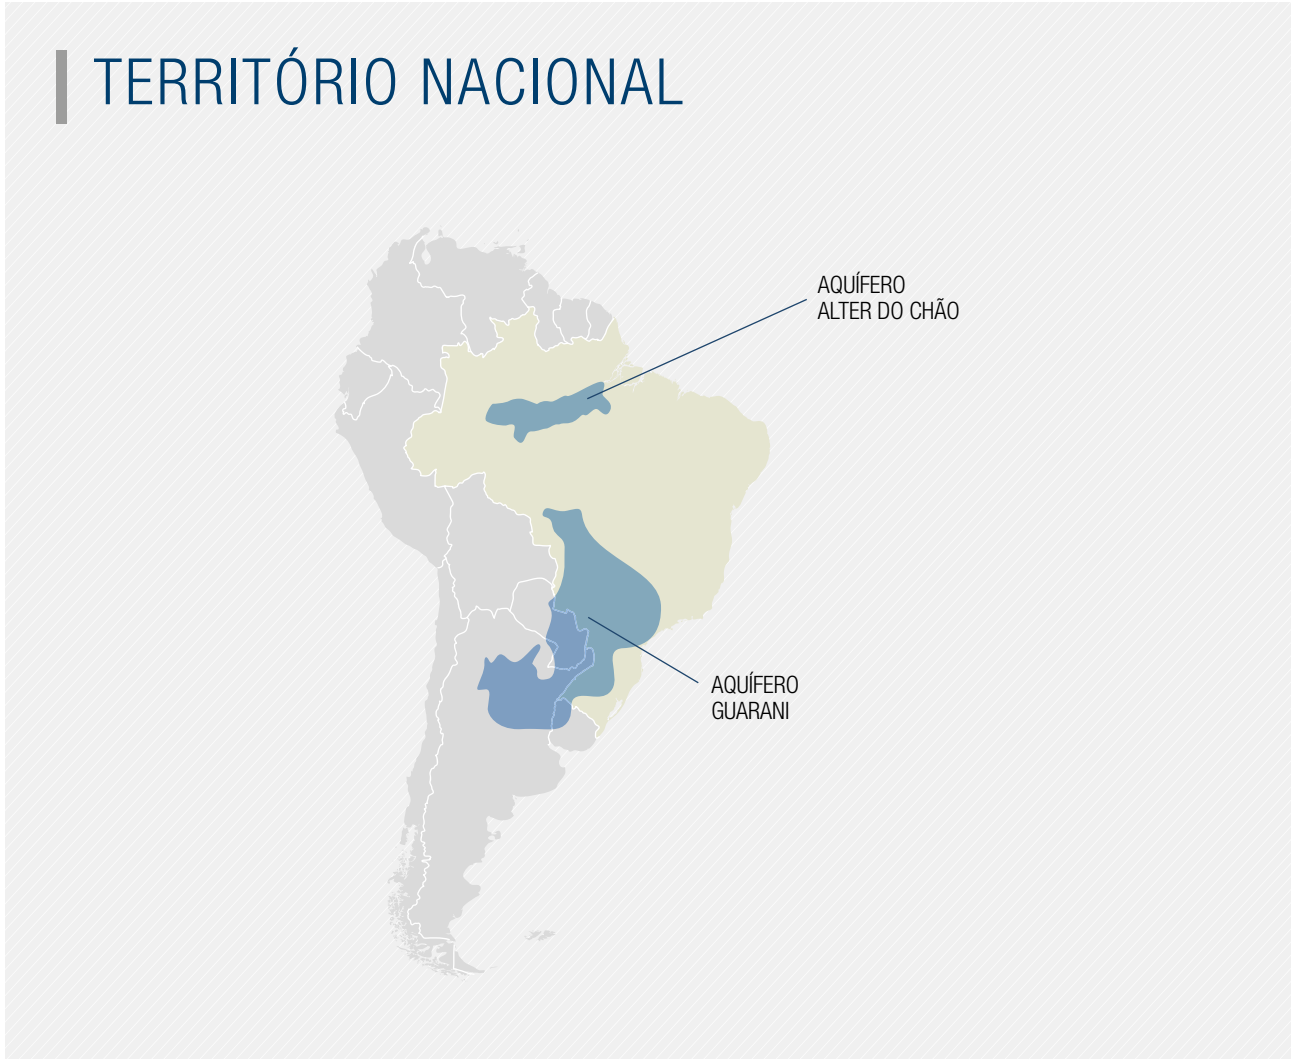 TERRITÓRIO NACIONAL
AQUÍFERO
ALTER DO CHÃO
AQUÍFERO
GUARANI